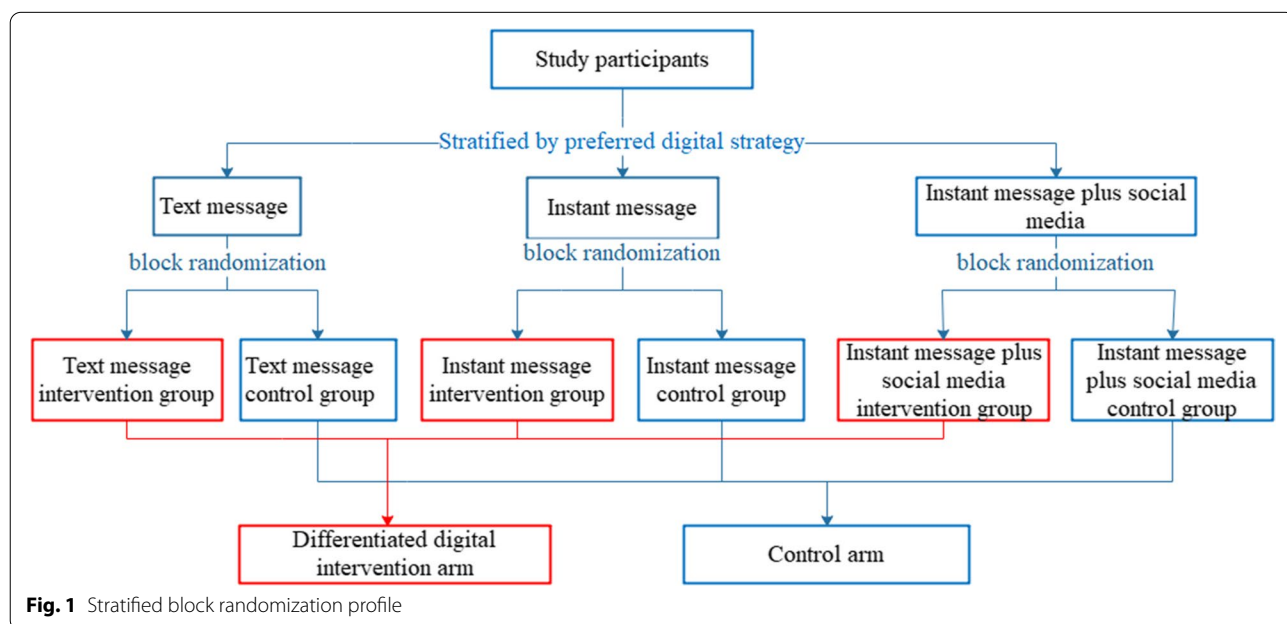 Study participants
Stratified by preferred digital strategy
Text message
Instant message
Instant message plus social
media
block randomization
block randomization
block randomization
Text message
intervention group
Text message
control group
Instant message
intervention group
Instant message
control group
Instant message plus
social media
intervention group
Instant message
plus social media
control group
Differentiated digital
intervention arm
Control arm
Fig. 1 Stratified block randomization profile